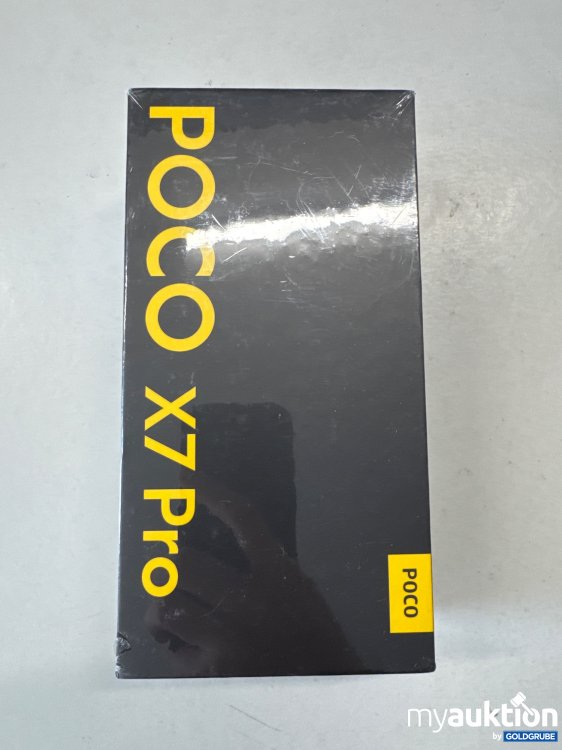 POCO X7 Pro
POCO
myauktion
by GOLDGRUBE